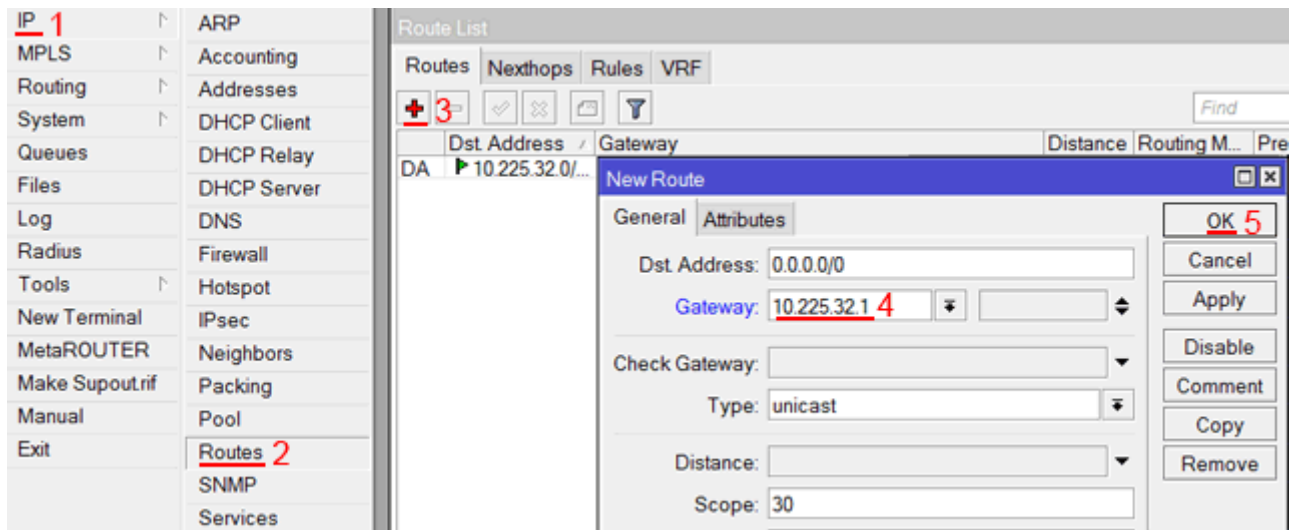 IP 1
MPLS
Routing
System
Queues
Files
Log
Radius
Tools
New Terminal
MetaROUTER
Make Supout.rif
Manual
Exit
ARP
Accounting
Addresses
DHCP Client
DHCP Relay
DHCP Server
DNS
Firewall
Hotspot
IPsec
Neighbors
Packing
Pool
Routes 2
SNMP
Services
Route List
Routes Nexthops Rules VRF
3 Find
Dst. Address Gateway Distance Routing M... Pre
DA 10.225.32.0/...
New Route
General Attributes
Dst. Address: 0.0.0.0/0
Gateway: 10.225.32.1 4
Check Gateway:
Type: unicast
Distance:
Scope: 30
OK 5
Cancel
Apply
Disable
Comment
Copy
Remove